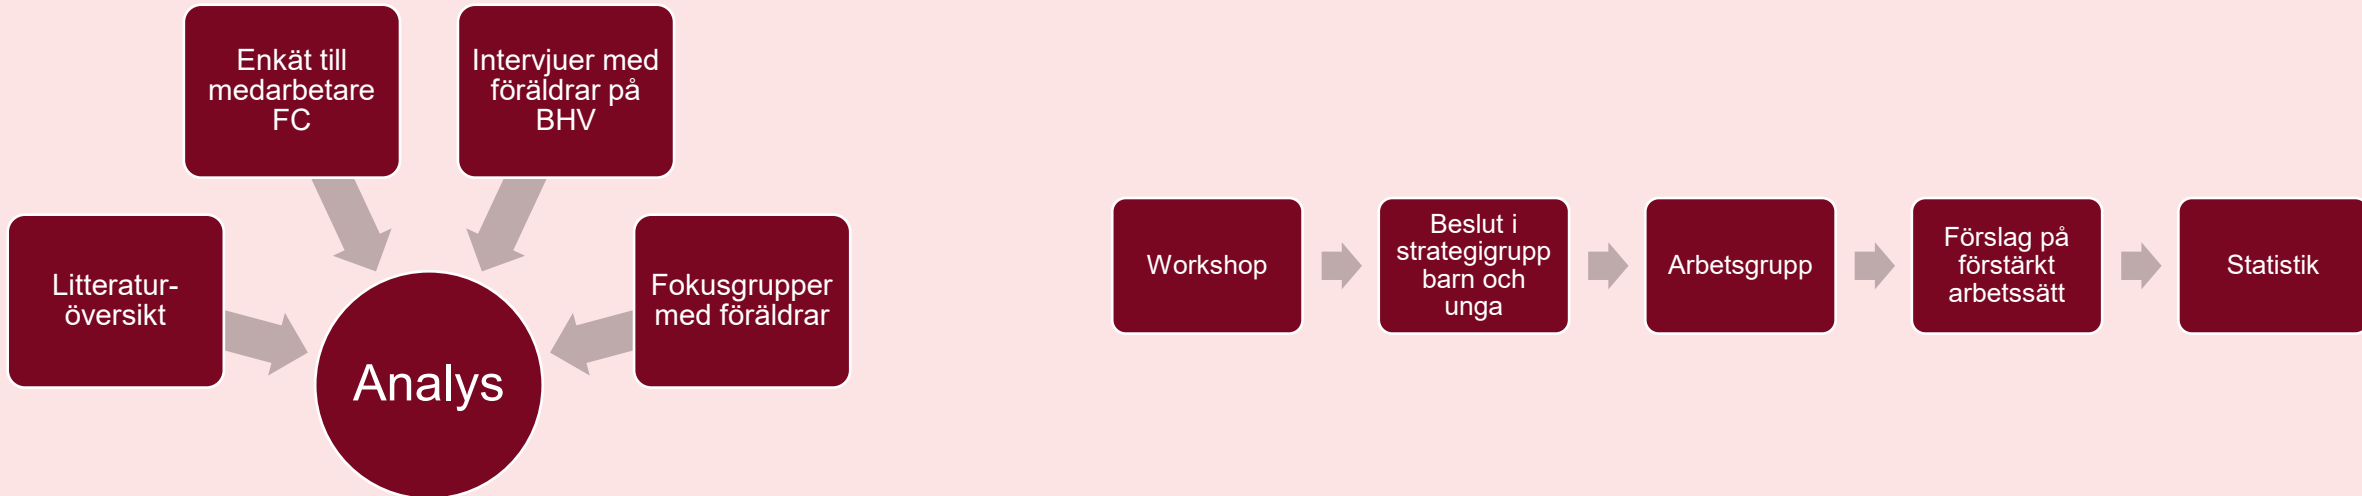 Enkät till
medarbetare
FC
Intervjuer med
föräldrar på
BHV
Litteratur-
översikt
Fokusgrupper
med föräldrar
Analys
Workshop
Beslut i
strategigrupp
barn och
unga
Arbetsgrupp
Förslag på
förstärkt
arbetssätt
Statistik